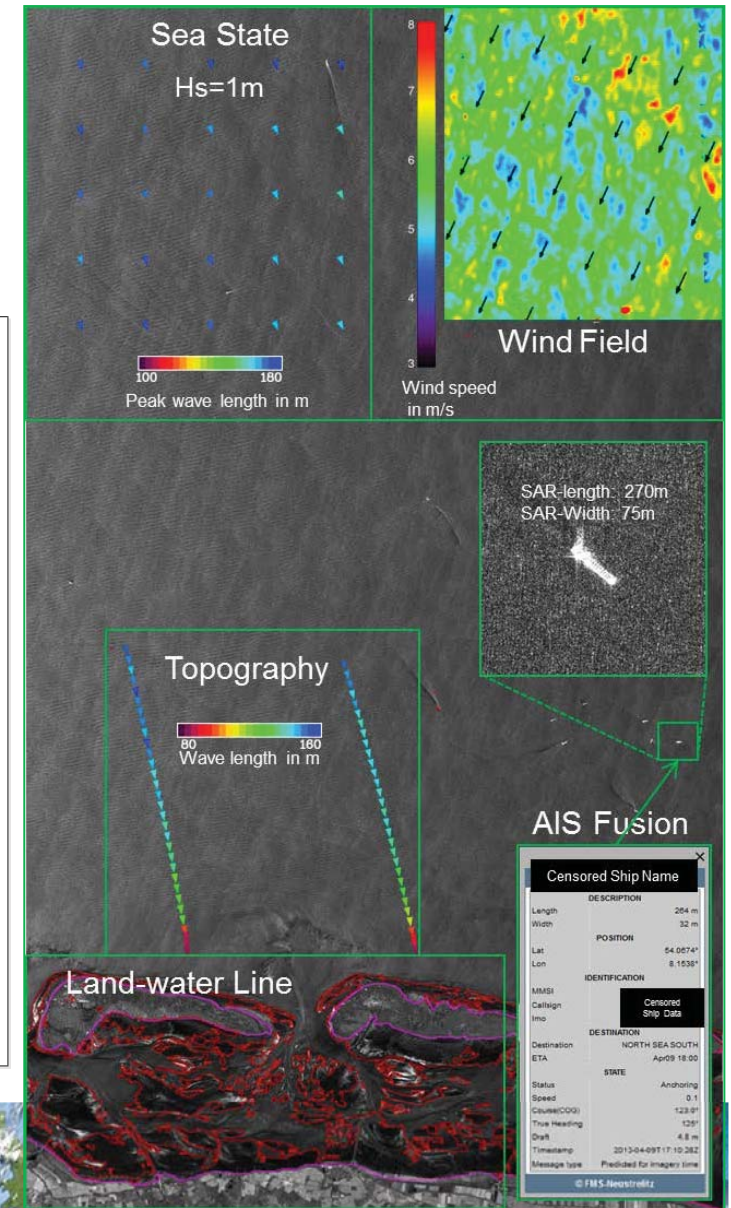 Sea State
Hs=1m
100 180
Peak wave length in m
8
7
6
5
4
3
Wind speed
in m/s
Wind Field
SAR-length: 270m
SAR-Width: 75m
Topography
80 160
Wave length in m
AIS Fusion
×
Censored Ship Name
DESCRIPTION
Length 264 m
Width 32 m
POSITION
Lat 54.0674°
Lon 8.1538°
IDENTIFICATION
MMSI
Callsign
Imo
Censored
Ship Data
DESTINATION
Destination NORTH SEA SOUTH
ETA Apr09 18:00
STATE
Status Anchoring
Speed 0.1
Course(COG) 123.0°
True Heading 125°
Draft 4.8 m
Timestamp 2013-04-09T17:10:28Z
Message type Predicted for imagery time
© FMS-Neustrelitz
Land-water Line